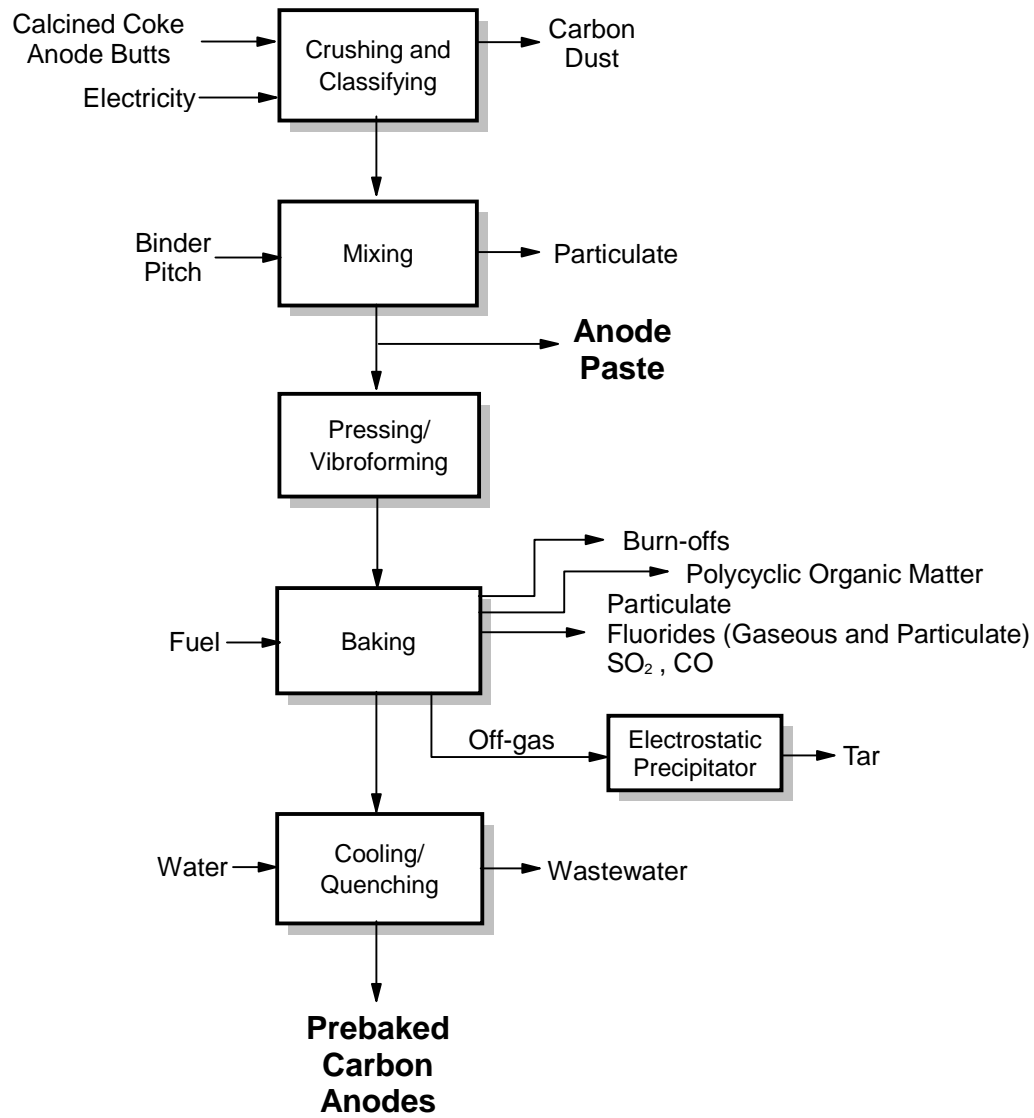 Calcined Coke
Anode Butts
Electricity
Crushing and
Classifying
Carbon
Dust
Binder
Pitch
Mixing
Particulate
Anode
Paste
Pressing/
Vibroforming
Burn-offs
Polycyclic Organic Matter
Particulate
Fluorides (Gaseous and Particulate)
SO₂ , CO
Fuel
Baking
Off-gas
Electrostatic
Precipitator
Tar
Water
Cooling/
Quenching
Wastewater
Prebaked
Carbon
Anodes